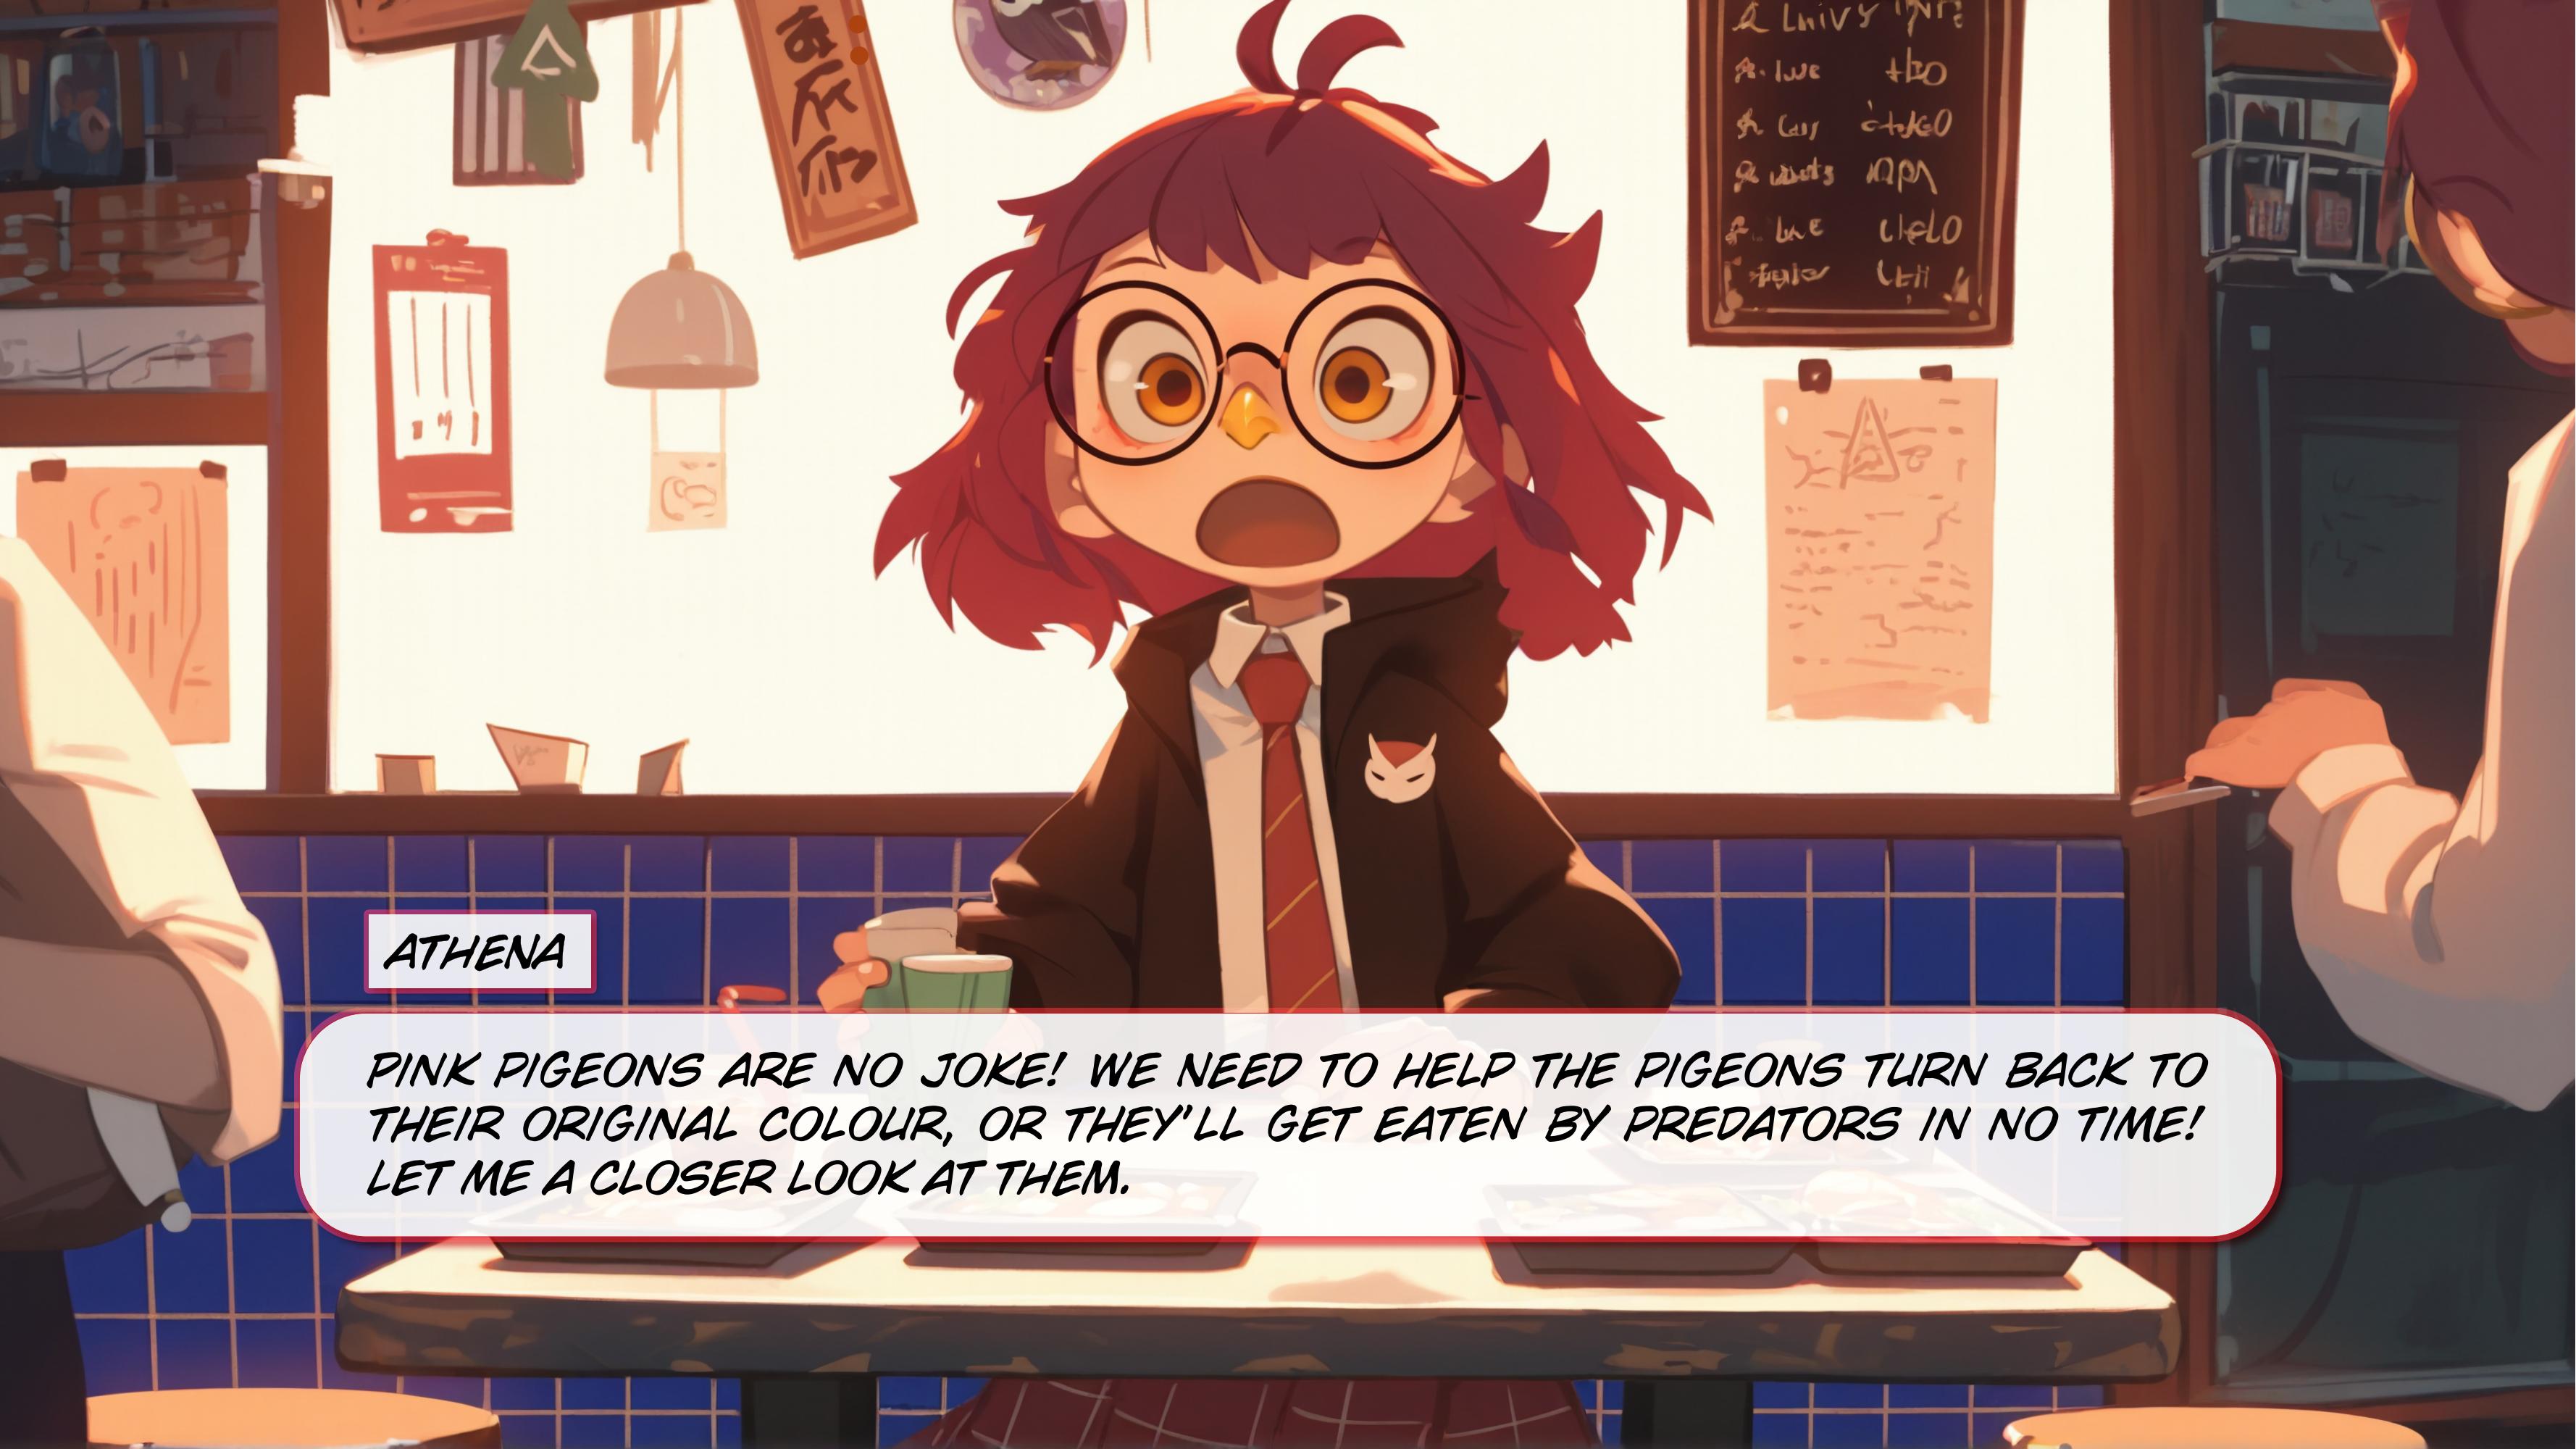 ATHENA
PINK PIGEONS ARE NO JOKE! WE NEED TO HELP THE PIGEONS TURN BACK TO
THEIR ORIGINAL COLOUR, OR THEY'LL GET EATEN BY PREDATORS IN NO TIME!
LET ME A CLOSER LOOK AT THEM.